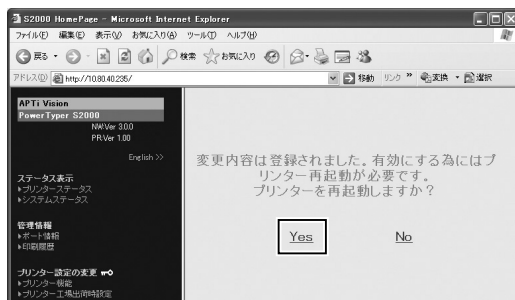 S2000 HomePage - Microsoft Internet Explorer
ファイル(F) 編集(E) 表示(V) お気に入り(A) ツール(T) ヘルプ(H)
戻る 検索 お気に入り
アドレス(D) http://10.80.40.235/ 移動 リンク » 変換 選択
APTi Vision
PowerTyper S2000
NW.Ver 3.0.0
PR.Ver 1.00
English >>
ステータス表示
プリンターステータス
システムステータス
管理情報
ポート情報
印刷履歴
プリンター設定の変更
プリンター機能
プリンター工場出荷時設定
変更内容は登録されました。有効にする為にはプ
リンター再起動が必要です。
プリンターを再起動しますか？
Yes No